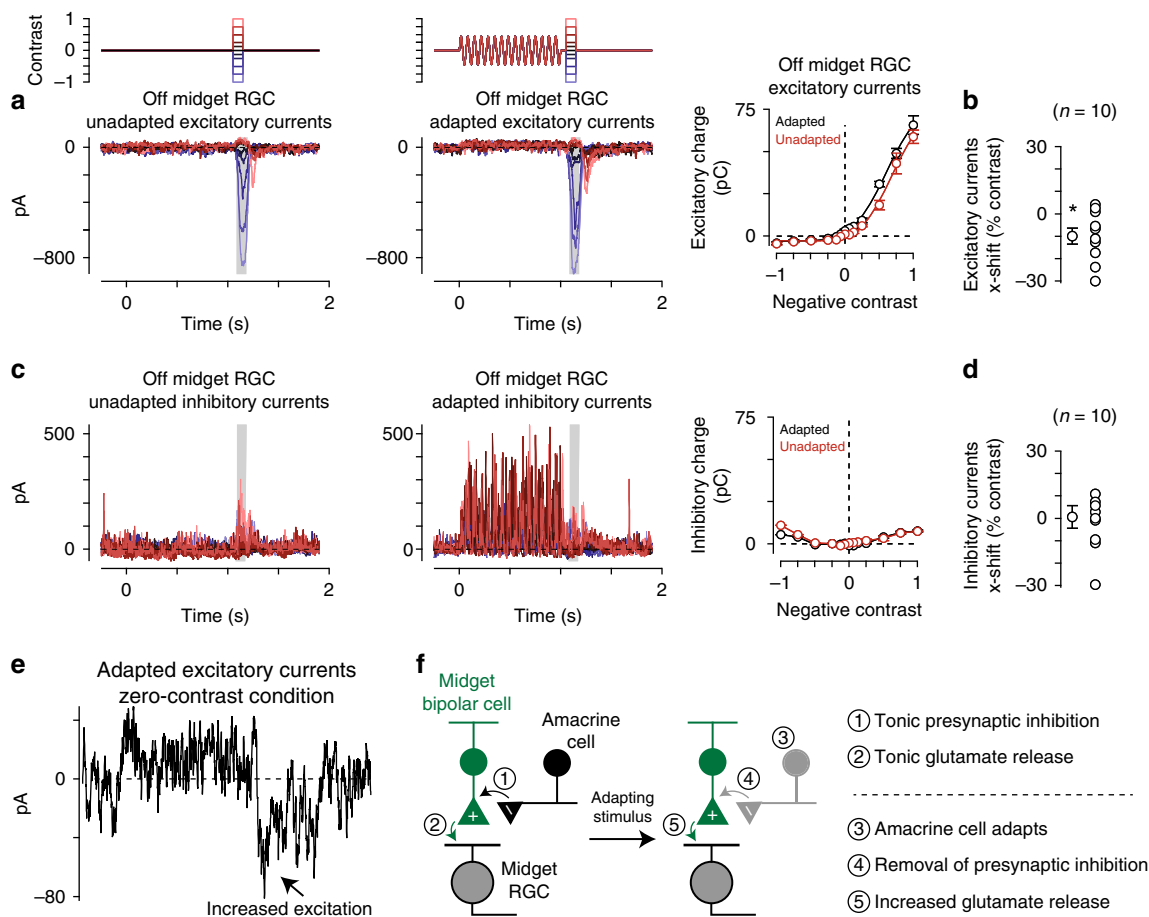 Contrast
1
0
−1
a
Off midget RGC
unadapted excitatory currents
pA
0
−800
0
2
Time (s)
Off midget RGC
adapted excitatory currents
0
−800
0
2
Time (s)
Off midget RGC
excitatory currents
Excitatory charge
(pC)
75
0
Adapted
Unadapted
−1
0
1
Negative contrast
b
(n = 10)
Excitatory currents
x-shift (% contrast)
30
0
−30
*
c
Off midget RGC
unadapted inhibitory currents
pA
500
0
0
2
Time (s)
Off midget RGC
adapted inhibitory currents
500
0
0
2
Time (s)
Inhibitory charge
(pC)
75
0
Adapted
Unadapted
−1
0
1
Negative contrast
d
(n = 10)
Inhibitory currents
x-shift (% contrast)
30
0
−30
e
Adapted excitatory currents
zero-contrast condition
pA
0
−80
Increased excitation
f
Midget
bipolar cell
Amacrine
cell
1
2
+
−
Midget
RGC
Adapting
stimulus
3
4
5
+
−
1 Tonic presynaptic inhibition
2 Tonic glutamate release
3 Amacrine cell adapts
4 Removal of presynaptic inhibition
5 Increased glutamate release